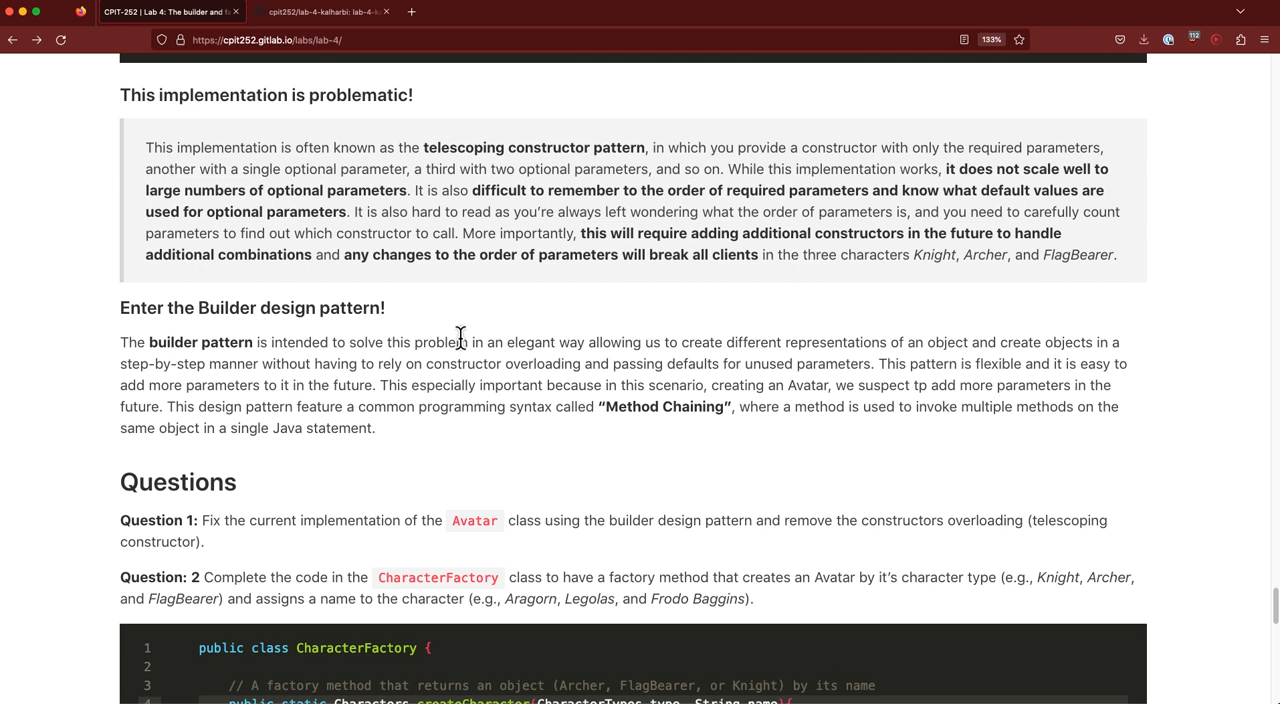 CPIT-252 | Lab 4: The builder and fa
cpit252/lab-4-kalharbi: lab-4-k
https://cpit252.gitlab.io/labs/lab-4/
133%
112
This implementation is problematic!
This implementation is often known as the telescoping constructor pattern, in which you provide a constructor with only the required parameters,
another with a single optional parameter, a third with two optional parameters, and so on. While this implementation works, it does not scale well to
large numbers of optional parameters. It is also difficult to remember to the order of required parameters and know what default values are
used for optional parameters. It is also hard to read as you’re always left wondering what the order of parameters is, and you need to carefully count
parameters to find out which constructor to call. More importantly, this will require adding additional constructors in the future to handle
additional combinations and any changes to the order of parameters will break all clients in the three characters Knight, Archer, and FlagBearer.
Enter the Builder design pattern!
The builder pattern is intended to solve this problem in an elegant way allowing us to create different representations of an object and create objects in a
step-by-step manner without having to rely on constructor overloading and passing defaults for unused parameters. This pattern is flexible and it is easy to
add more parameters to it in the future. This especially important because in this scenario, creating an Avatar, we suspect tp add more parameters in the
future. This design pattern feature a common programming syntax called “Method Chaining”, where a method is used to invoke multiple methods on the
same object in a single Java statement.
Questions
Question 1: Fix the current implementation of the Avatar class using the builder design pattern and remove the constructors overloading (telescoping
constructor).
Question: 2 Complete the code in the CharacterFactory class to have a factory method that creates an Avatar by it’s character type (e.g., Knight, Archer,
and FlagBearer) and assigns a name to the character (e.g., Aragorn, Legolas, and Frodo Baggins).
1 public class CharacterFactory {
2
3 // A factory method that returns an object (Archer, FlagBearer, or Knight) by its name
4 public static Characters createCharacter(CharacterTypes type, String name){